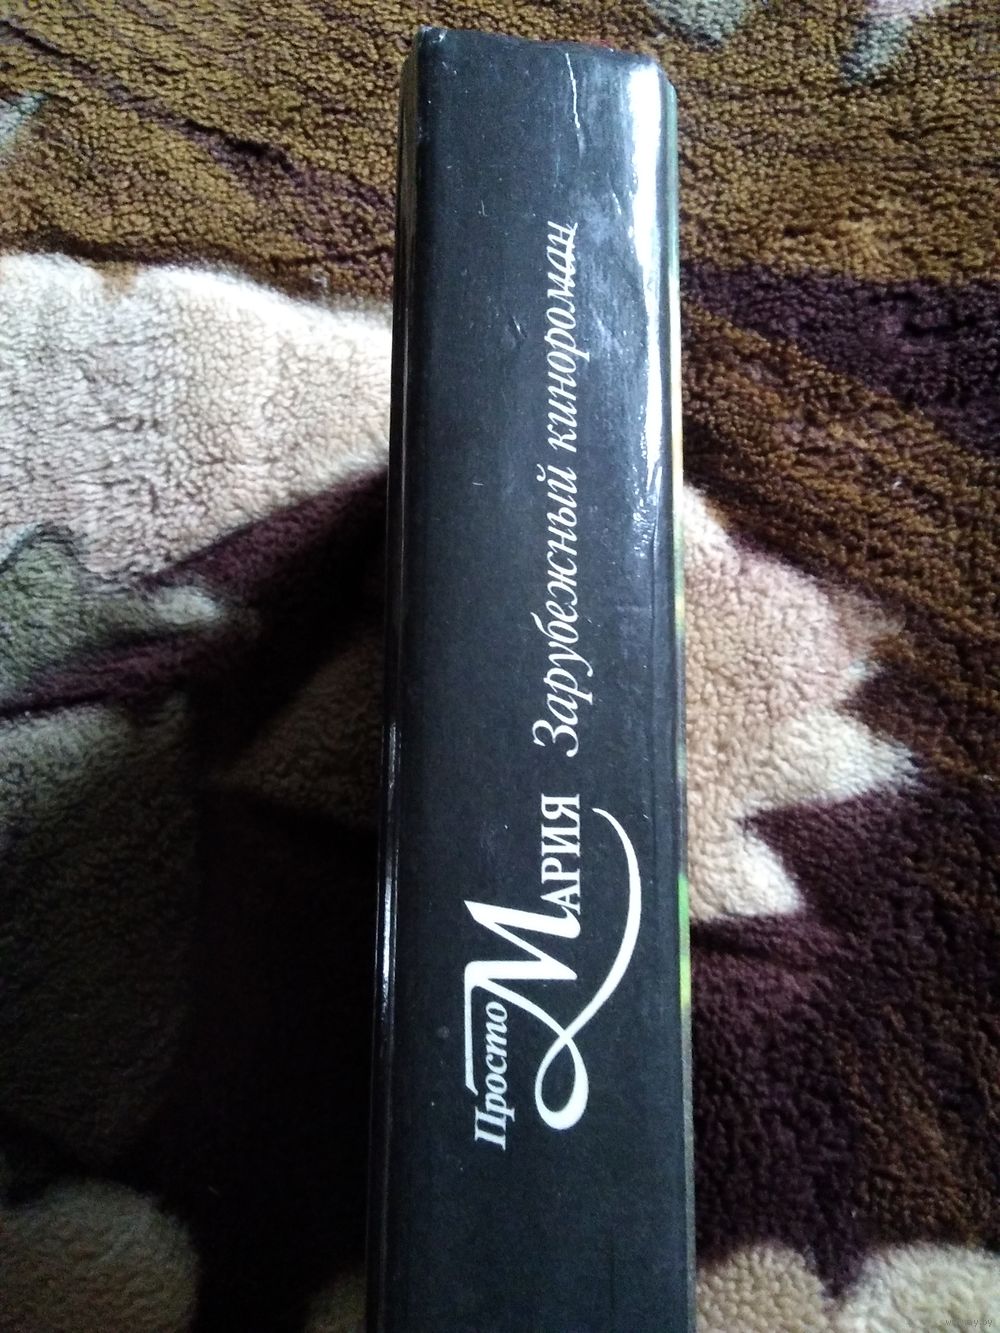 Просто
Мария
Зарубежный кинороман